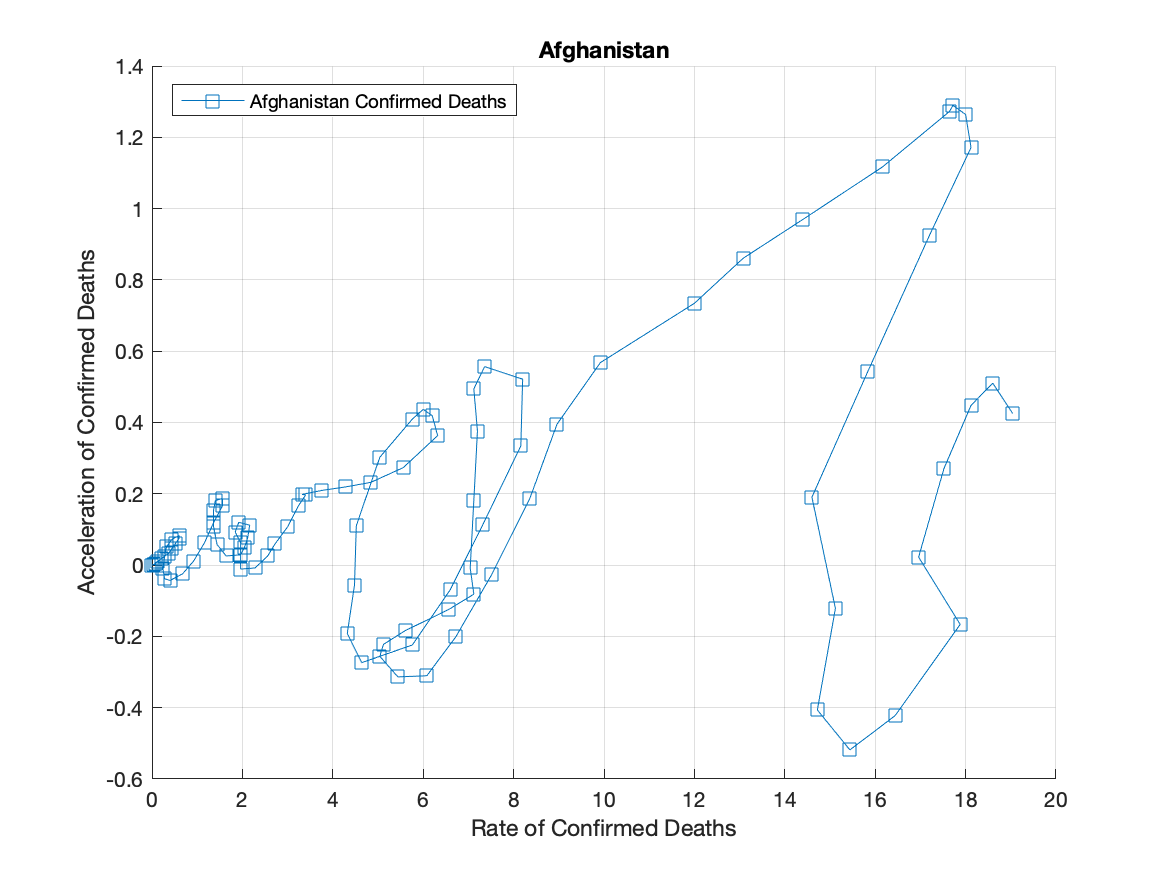 Afghanistan
Afghanistan Confirmed Deaths
1.4
1.2
1
0.8
0.6
0.4
0.2
0
-0.2
-0.4
-0.6
Acceleration of Confirmed Deaths
0 2 4 6 8 10 12 14 16 18 20
Rate of Confirmed Deaths